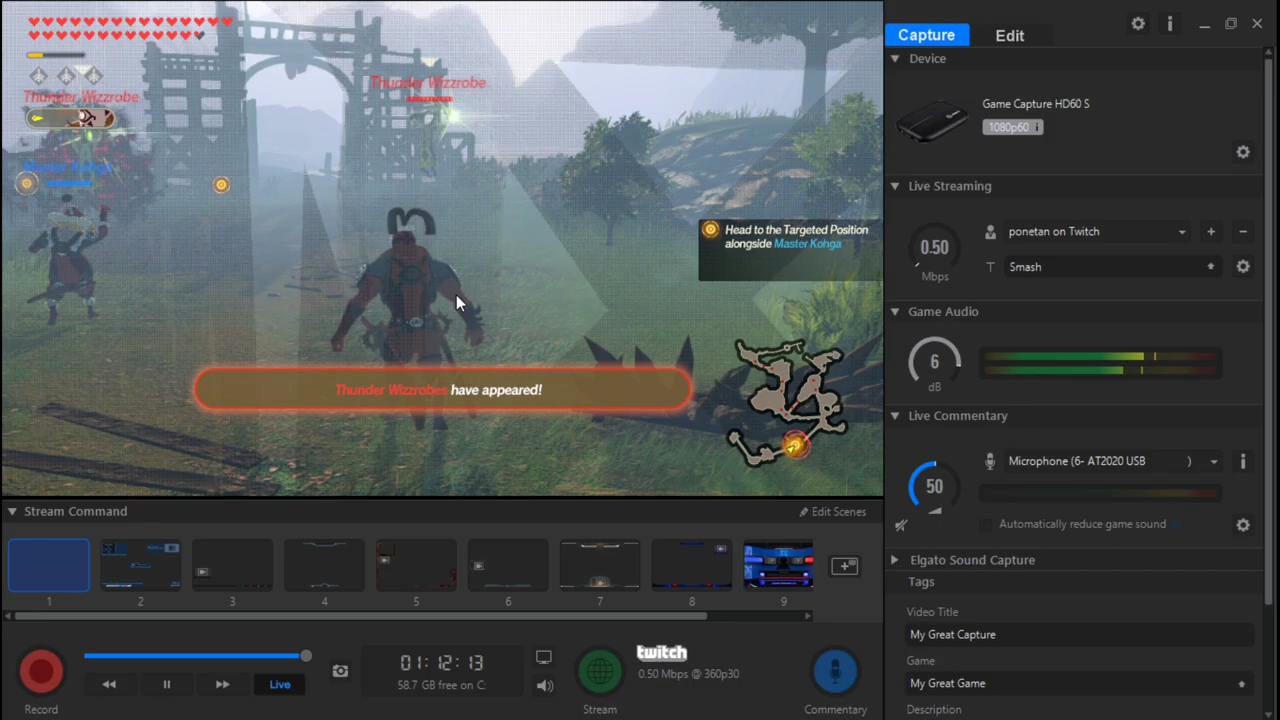 Thunder Wizzrobe
Thunder Wizzrobe
Master Kohga
Head to the Targeted Position
alongside Master Kohga
Thunder Wizzrobes have appeared!
Capture
Edit
Device
Game Capture HD60 S
1080p60 i
Live Streaming
0.50
Mbps
ponetan on Twitch
Smash
Game Audio
6
dB
Live Commentary
50
Microphone (6- AT2020 USB )
Automatically reduce game sound
Elgato Sound Capture
Tags
Video Title
My Great Capture
Game
My Great Game
Description
Stream Command
Edit Scenes
1
2
3
4
5
6
7
8
9
Record
Live
01:12:13
58.7 GB free on C:
Stream
twitch
0.50 Mbps @ 360p30
Commentary